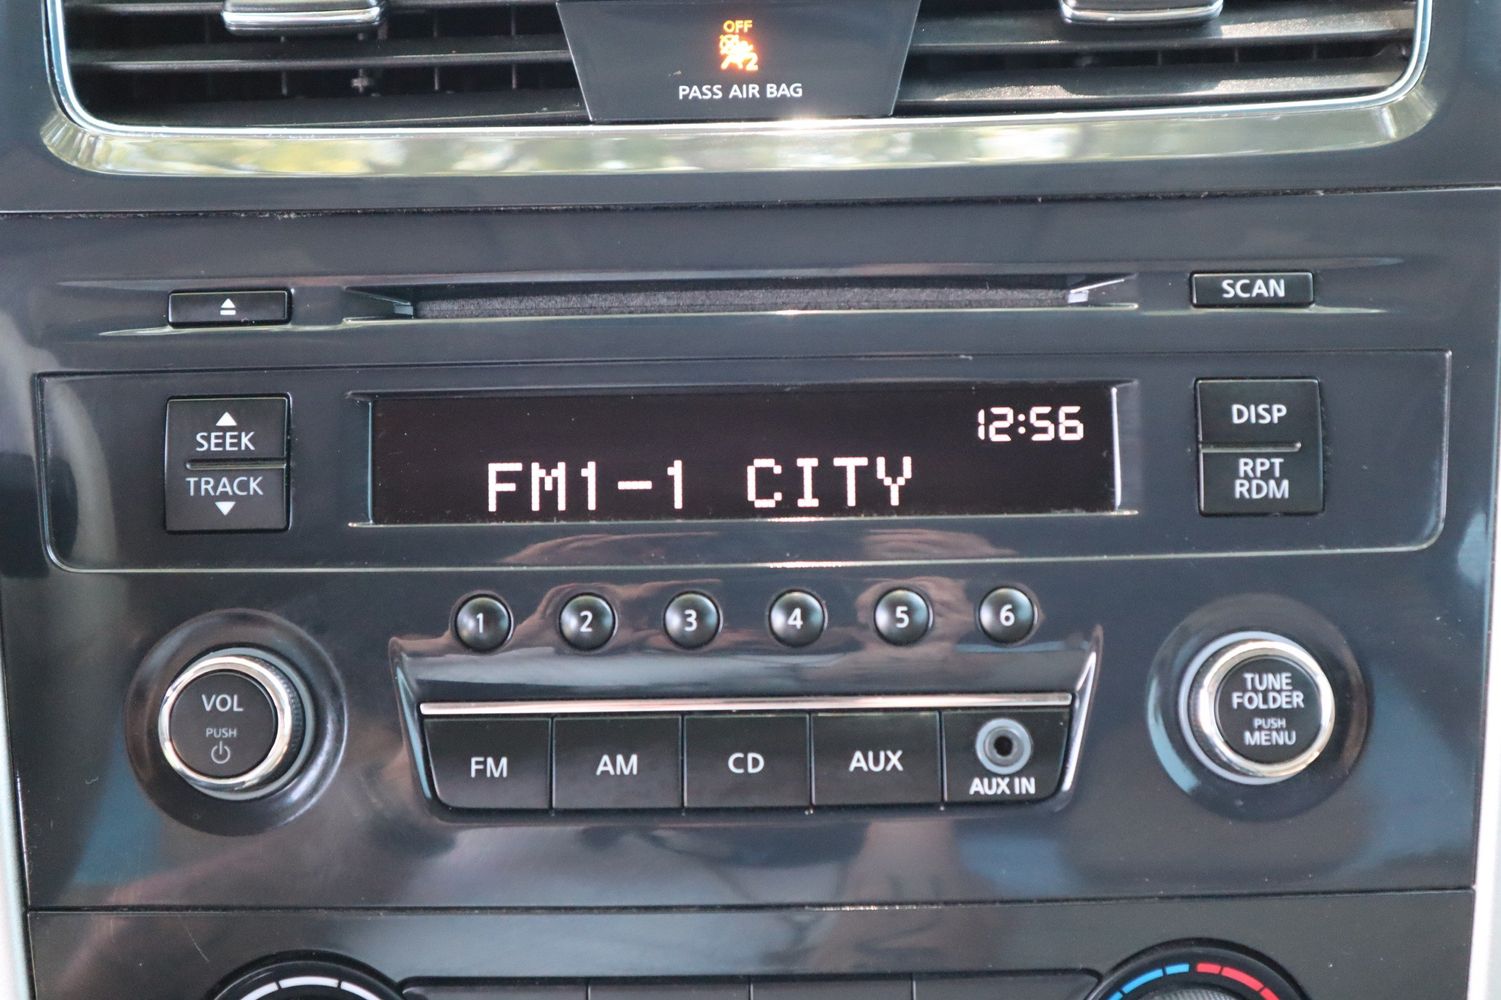 OFF
2
PASS AIR BAG
SCAN
SEEK
TRACK
12:56
FM1-1 CITY
DISP
RPT
RDM
1 2 3 4 5 6
VOL
PUSH
TUNE
FOLDER
PUSH
MENU
FM AM CD AUX
AUX IN